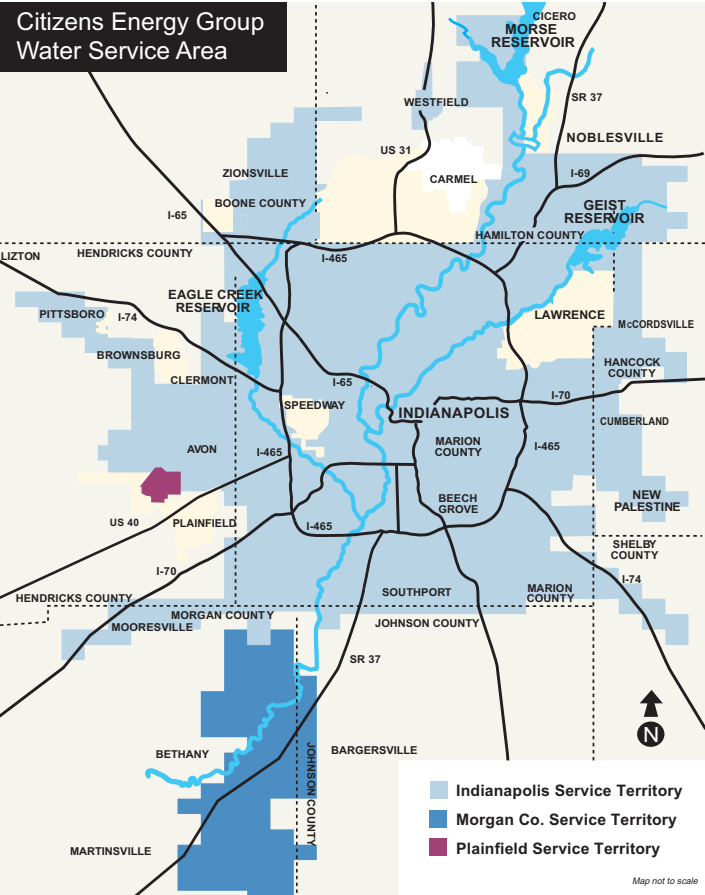 Citizens Energy Group
Water Service Area
CICERO
MORSE
RESERVOIR
WESTFIELD
SR 37
NOBLESVILLE
US 31
CARMEL
I-69
ZIONSVILLE
BOONE COUNTY
I-65
GEIST
RESERVOIR
HAMILTON COUNTY
LIZTON
HENDRICKS COUNTY
I-465
EAGLE CREEK
RESERVOIR
PITTSBORO
I-74
LAWRENCE
McCORDSVILLE
BROWNSBURG
CLERMONT
HANCOCK
COUNTY
I-65
I-70
SPEEDWAY
INDIANAPOLIS
CUMBERLAND
AVON
I-465
MARION
COUNTY
I-465
BEECH
GROVE
NEW
PALESTINE
US 40
PLAINFIELD
I-465
SHELBY
COUNTY
I-70
I-74
HENDRICKS COUNTY
SOUTHPORT
MARION
COUNTY
MORGAN COUNTY
MOORESVILLE
JOHNSON COUNTY
SR 37
N
BETHANY
JOHNSON COUNTY
BARGERSVILLE
MARTINSVILLE
Indianapolis Service Territory
Morgan Co. Service Territory
Plainfield Service Territory
Map not to scale